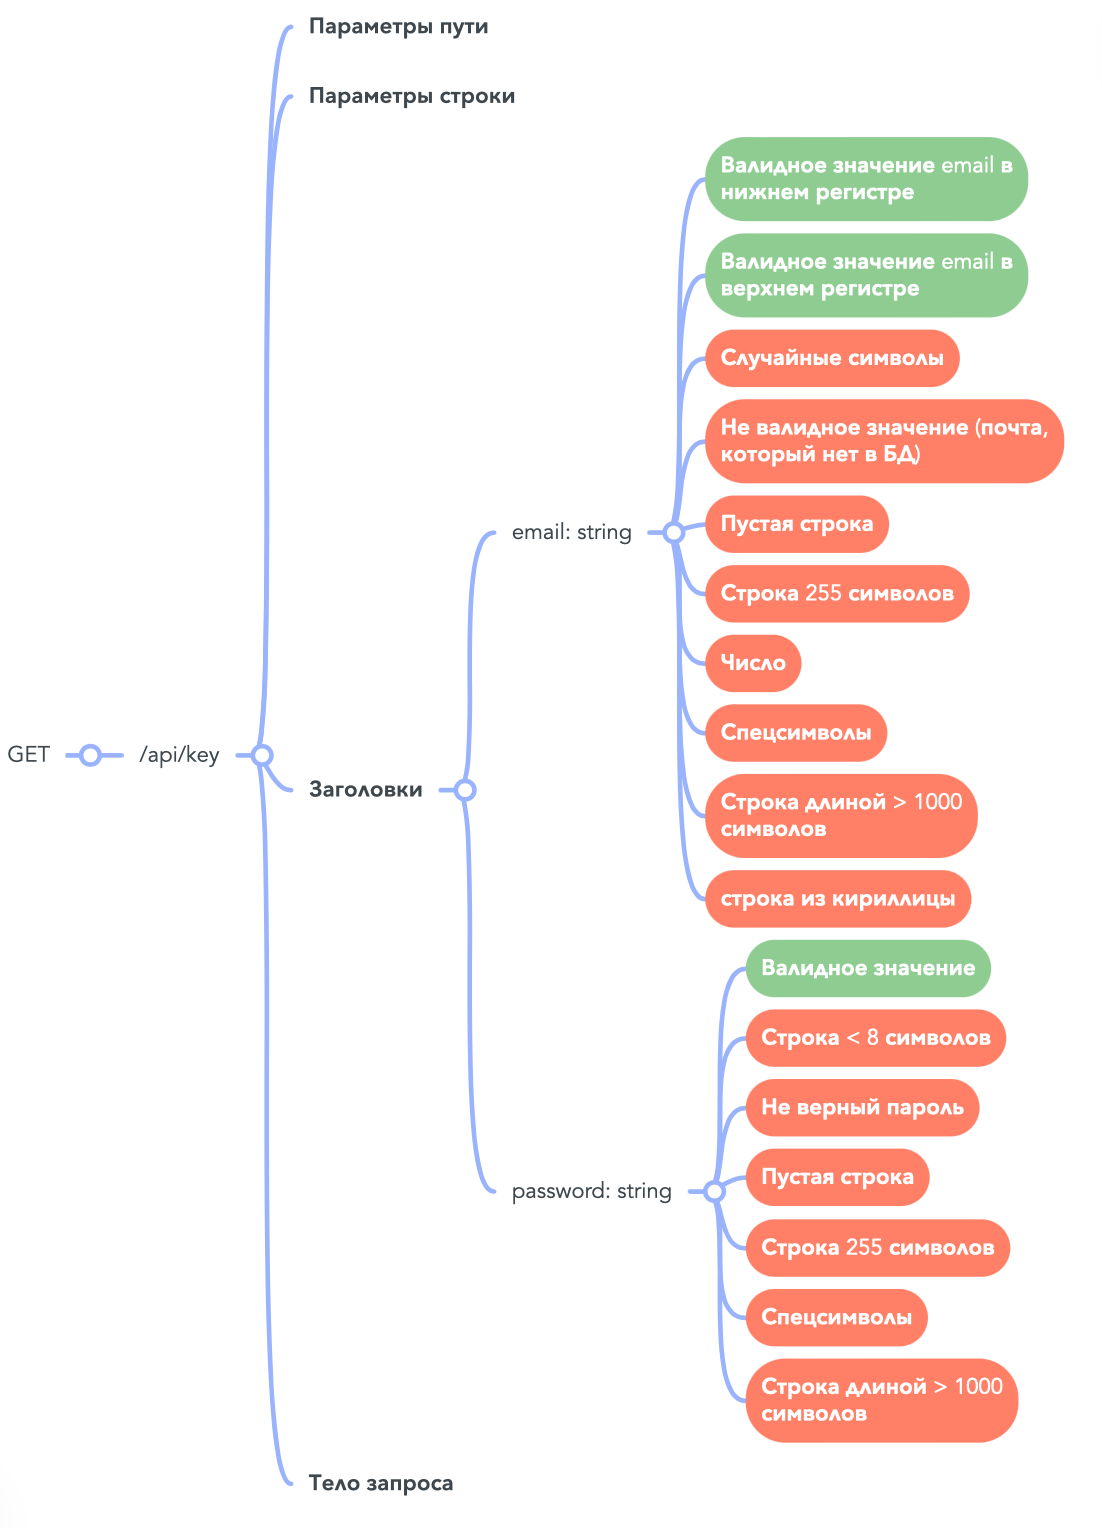 Параметры пути
Параметры строки
Валидное значение email в
нижнем регистре
Валидное значение email в
верхнем регистре
Случайные символы
Не валидное значение (почта,
который нет в БД)
Пустая строка
email: string
Строка 255 символов
Число
Спецсимволы
GET
/api/key
Заголовки
Строка длиной > 1000
символов
строка из кириллицы
Валидное значение
Строка < 8 символов
Не верный пароль
Пустая строка
password: string
Строка 255 символов
Спецсимволы
Строка длиной > 1000
символов
Тело запроса